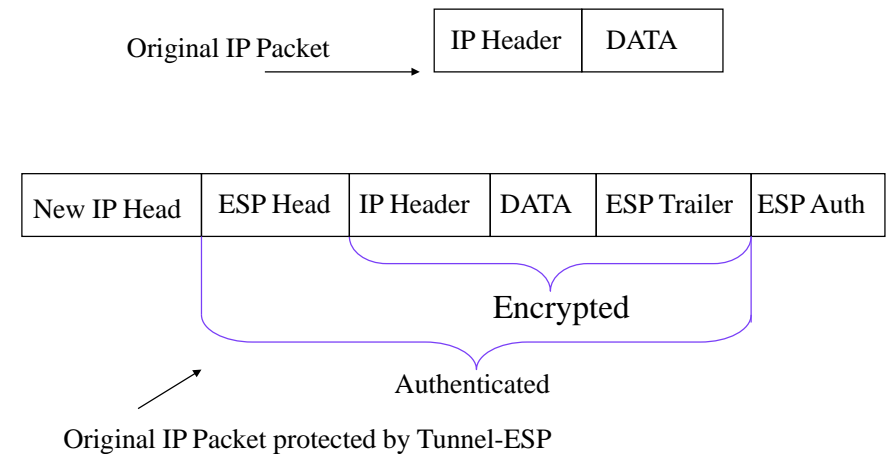 Original IP Packet
IP Header DATA
New IP Head ESP Head IP Header DATA ESP Trailer ESP Auth
Encrypted
Authenticated
Original IP Packet protected by Tunnel-ESP